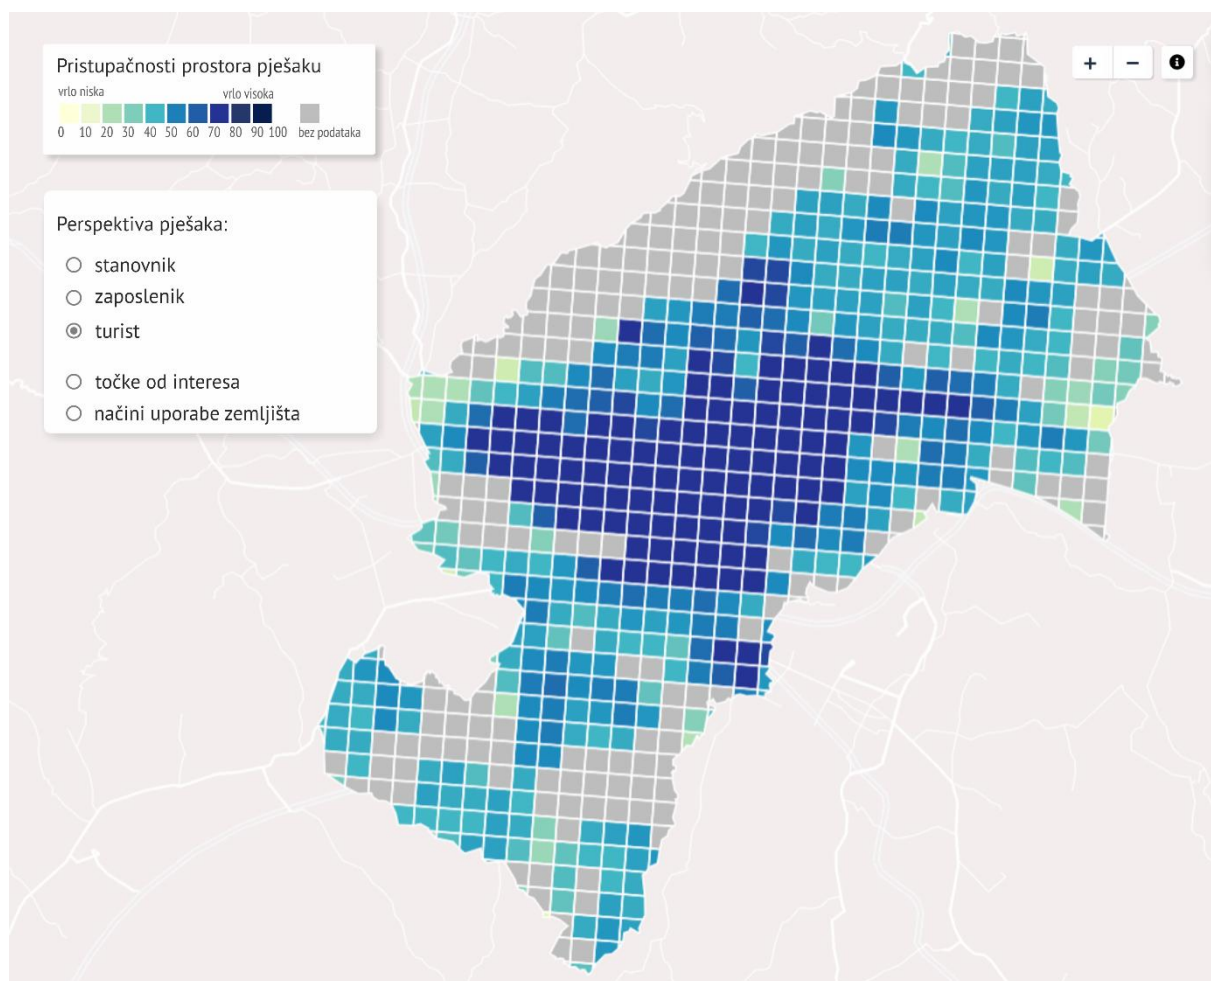 Pristupačnosti prostora pješaku
vrlo niska vrlo visoka
0 10 20 30 40 50 60 70 80 90 100 bez podataka
Perspektiva pješaka:
stanovnik
zaposlenik
turist
točke od interesa
načini uporabe zemljišta
+ − i